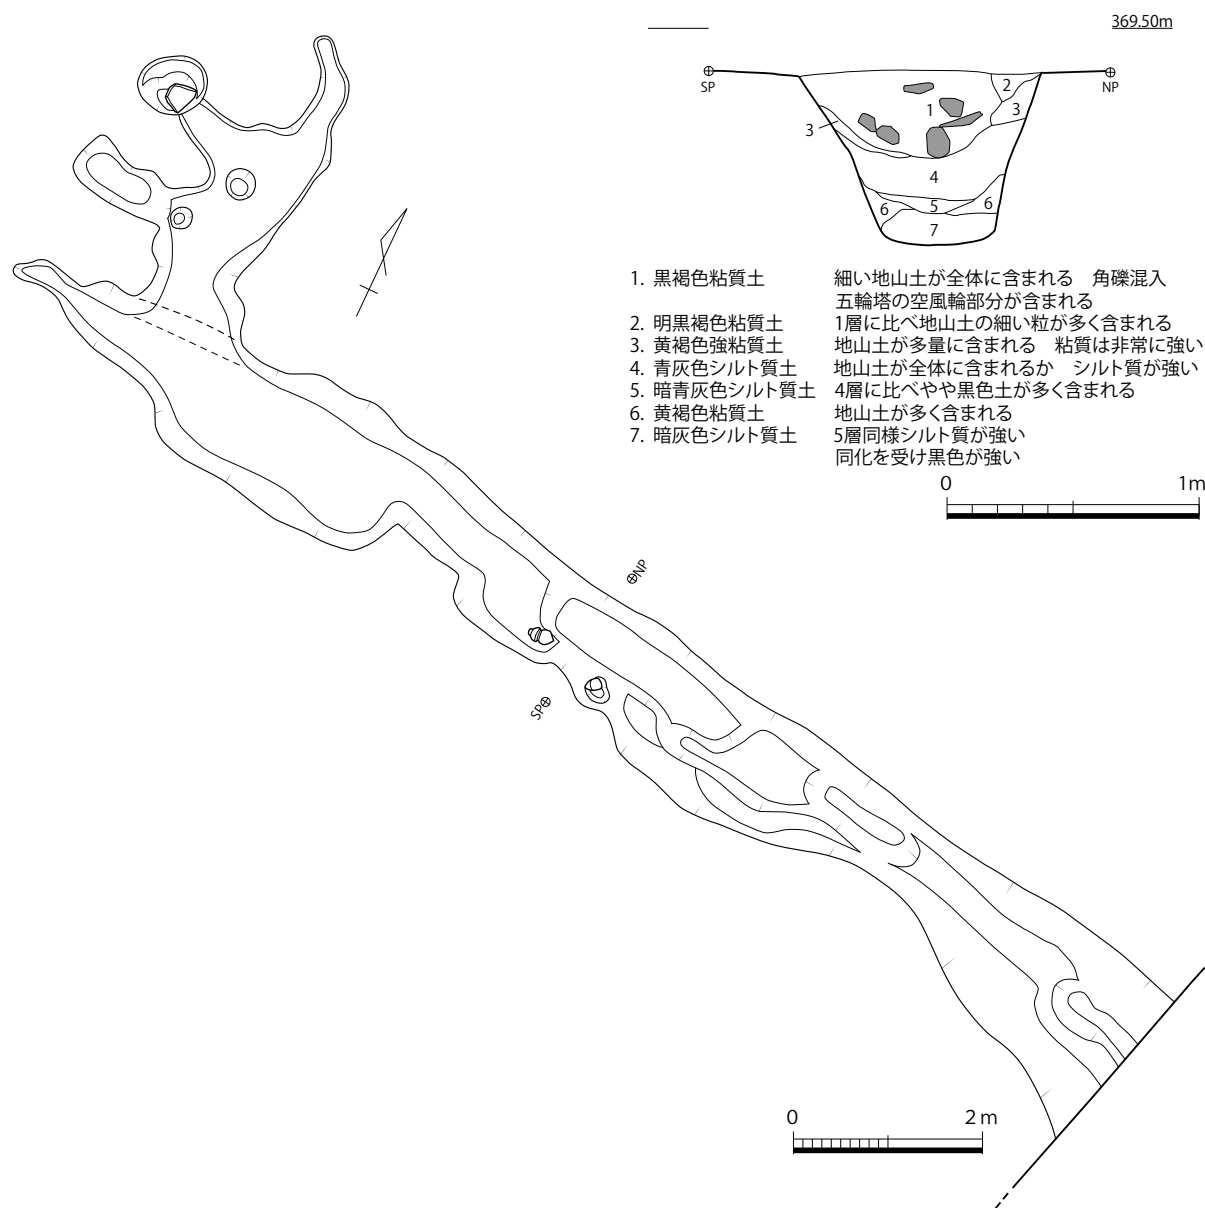 369.50m
SP
NP
1
2
3
3
4
5
6
6
7
1. 黒褐色粘質土 細い地山土が全体に含まれる 角礫混入
五輪塔の空風輪部分が含まれる
2. 明黒褐色粘質土 1層に比べ地山土の細い粒が多く含まれる
3. 黄褐色強粘質土 地山土が多量に含まれる 粘質は非常に強い
4. 青灰色シルト質土 地山土が全体に含まれるか シルト質が強い
5. 暗青灰色シルト質土 4層に比べやや黒色土が多く含まれる
6. 黄褐色粘質土 地山土が多く含まれる
7. 暗灰色シルト質土 5層同様シルト質が強い
同化を受け黒色が強い
0 1m
NP
SP
0 2m